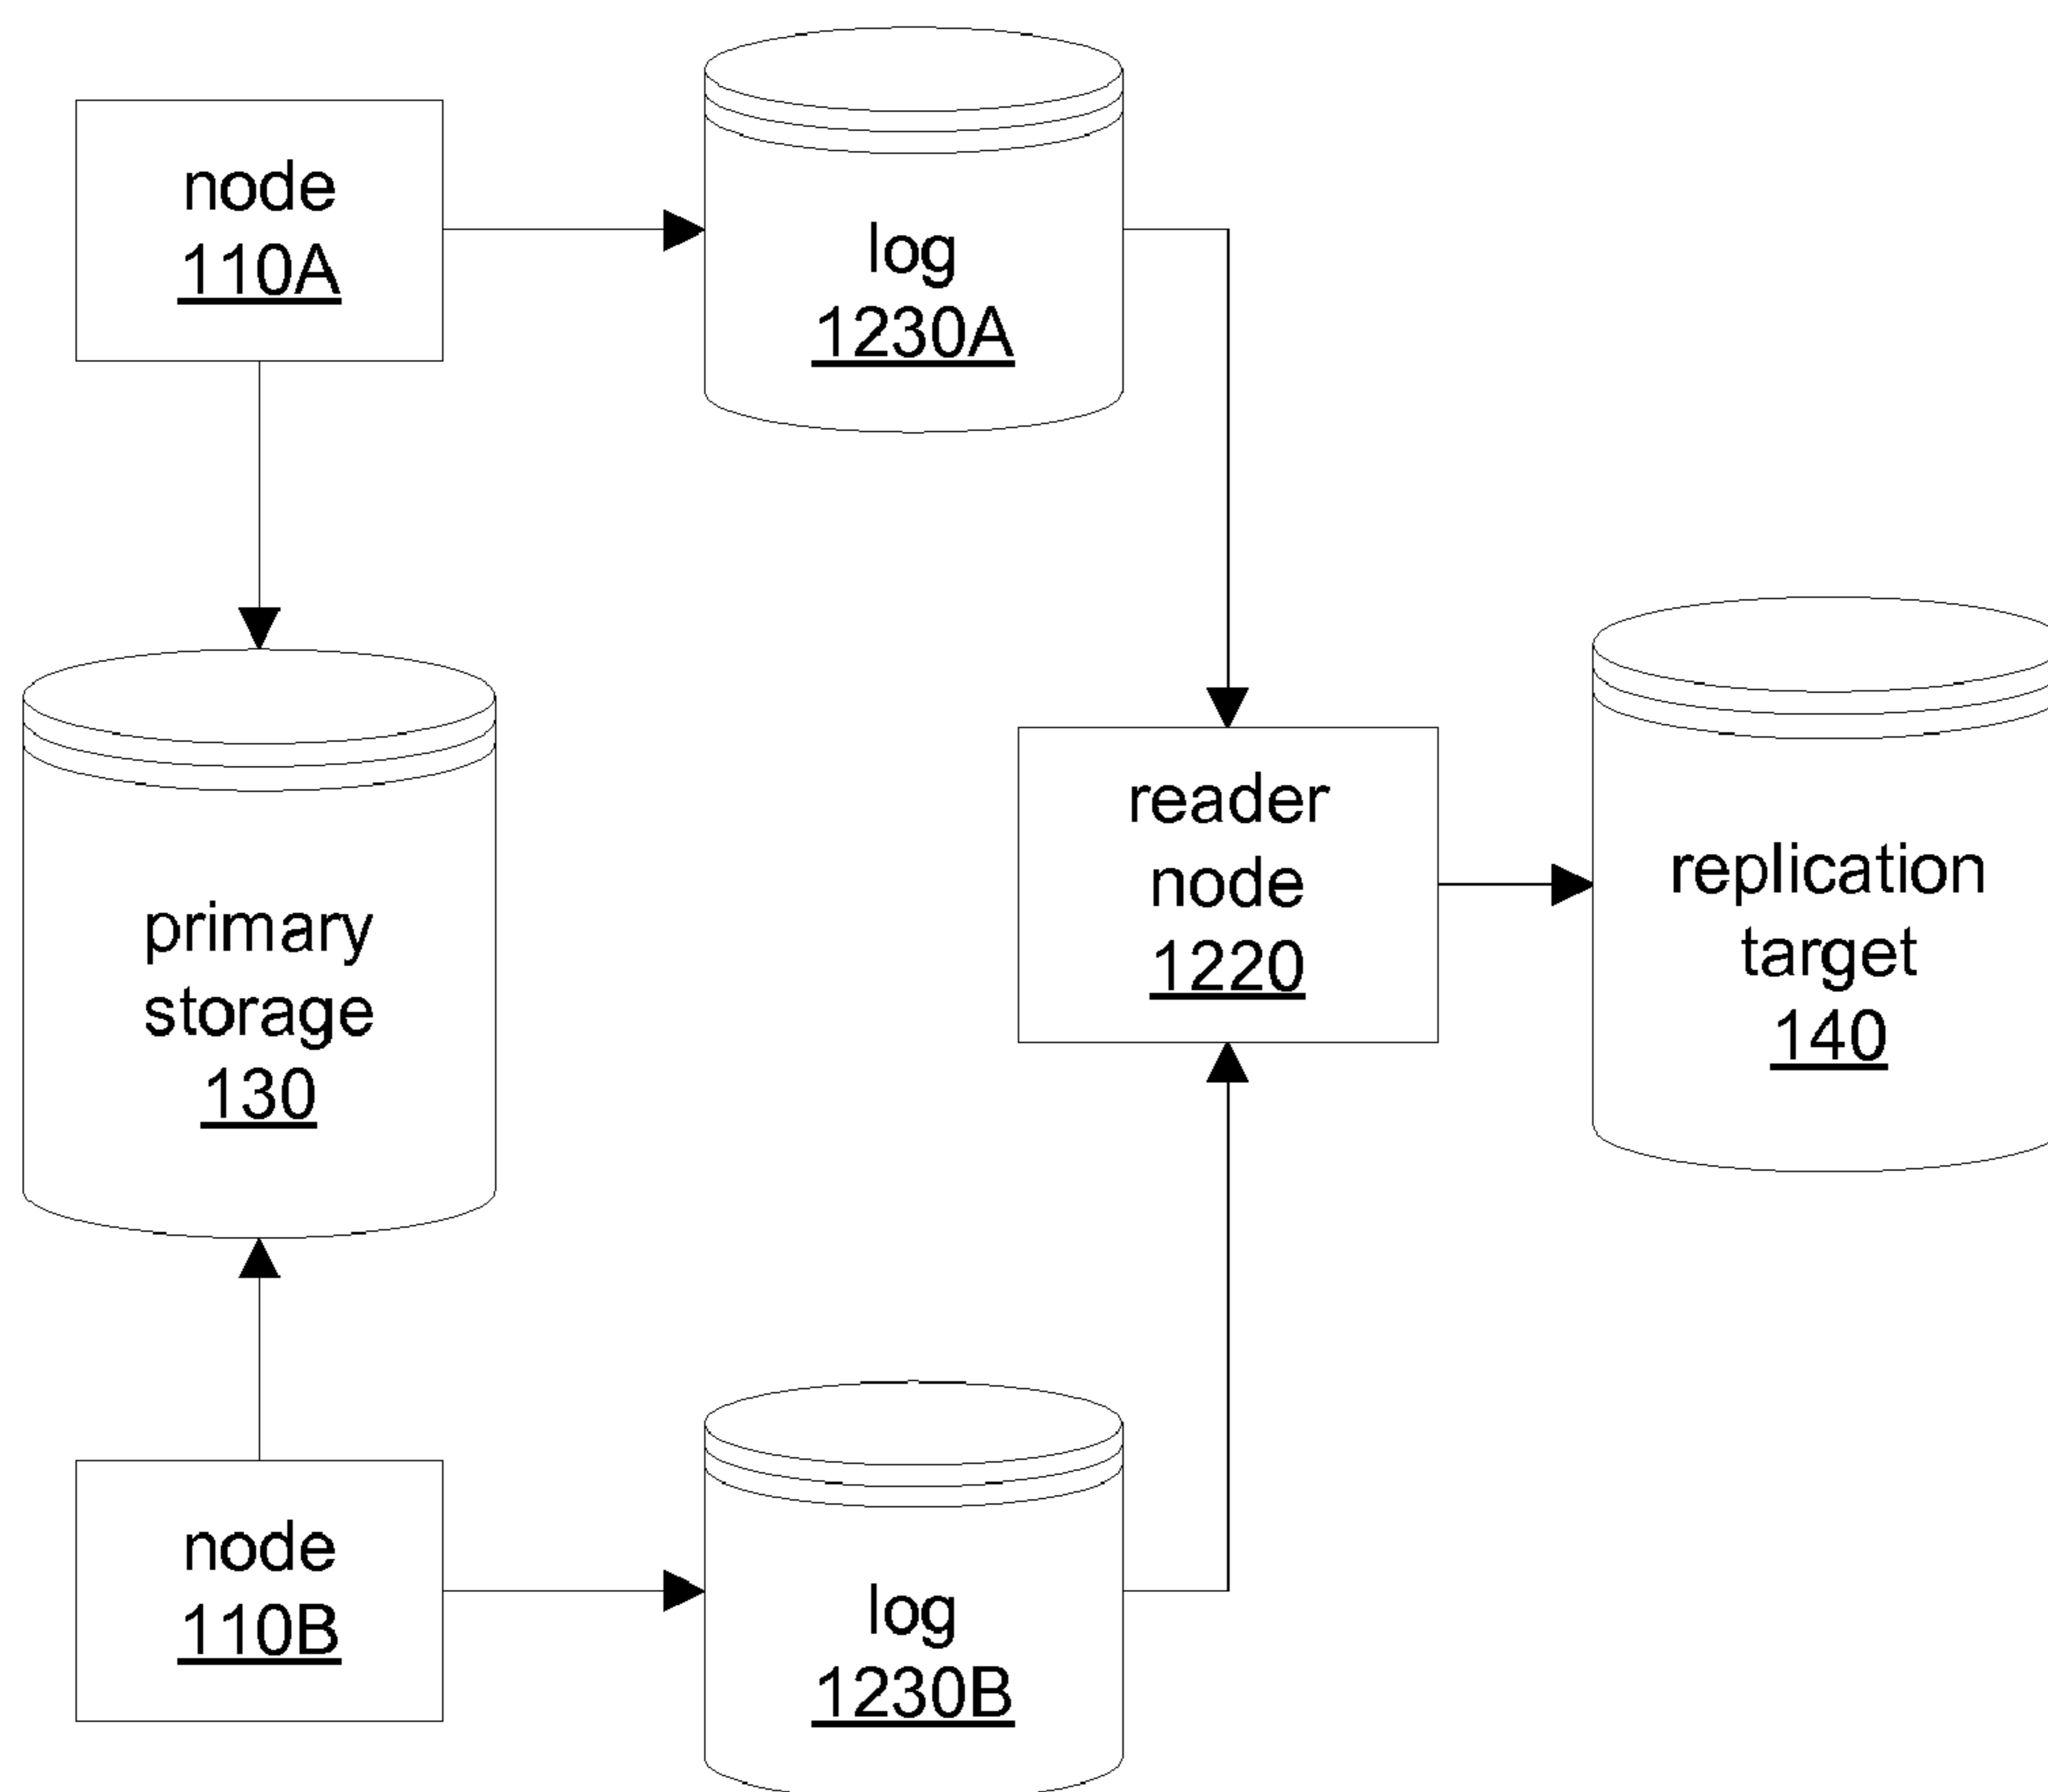 node
110A
log
1230A
primary
storage
130
reader
node
1220
replication
target
140
node
110B
log
1230B